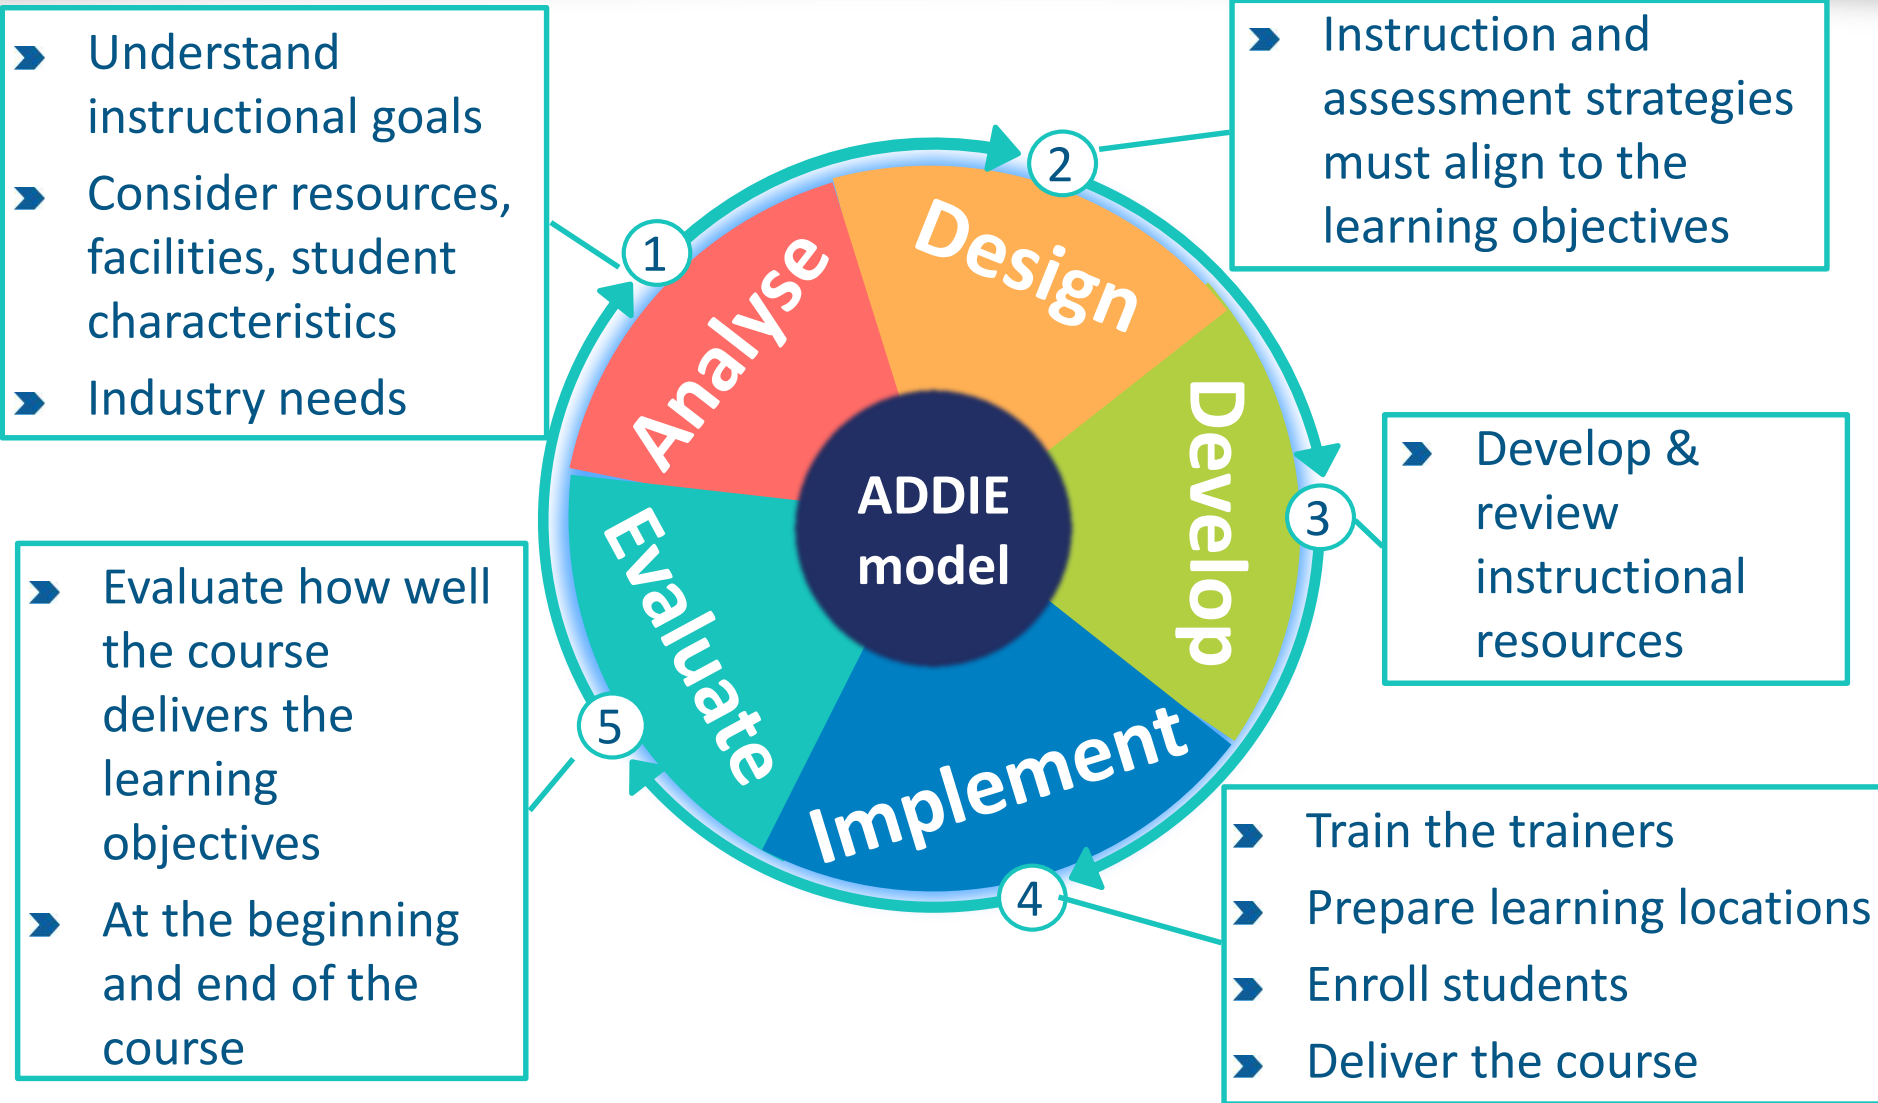 Understand
instructional goals
Consider resources,
facilities, student
characteristics
Industry needs
1
Analyse
2
Design
Instruction and
assessment strategies
must align to the
learning objectives
3
Develop
Develop &
review
instructional
resources
ADDIE
model
4
Implement
Train the trainers
Prepare learning locations
Enroll students
Deliver the course
5
Evaluate
Evaluate how well
the course
delivers the
learning
objectives
At the beginning
and end of the
course